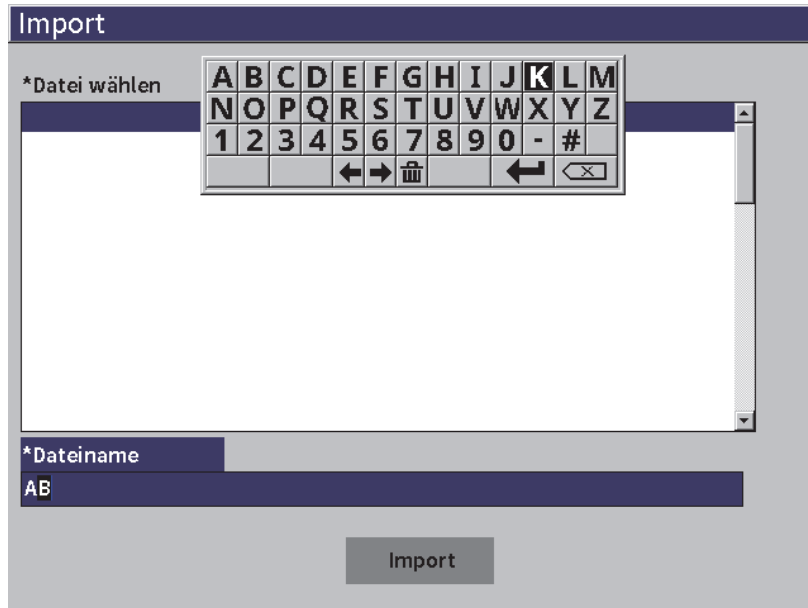 Import
*Datei wählen
A B C D E F G H I J K L M
N O P Q R S T U V W X Y Z
1 2 3 4 5 6 7 8 9 0 - #
*Dateiname
AB
Import